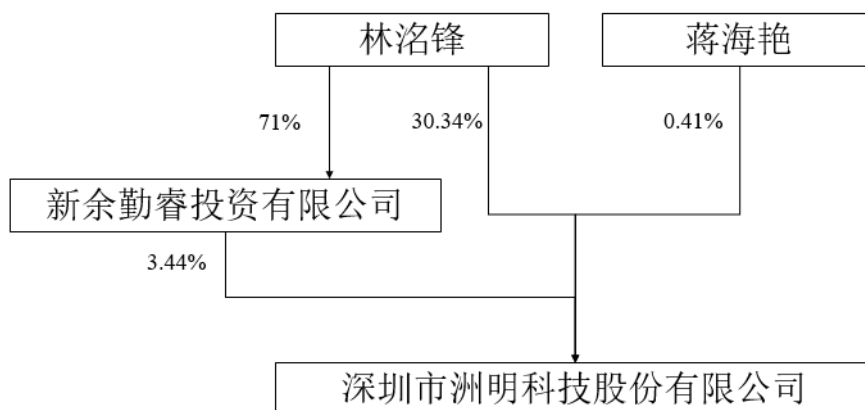 林洺锋
蒋海艳
71%
30.34%
0.41%
新余勤睿投资有限公司
3.44%
深圳市洲明科技股份有限公司